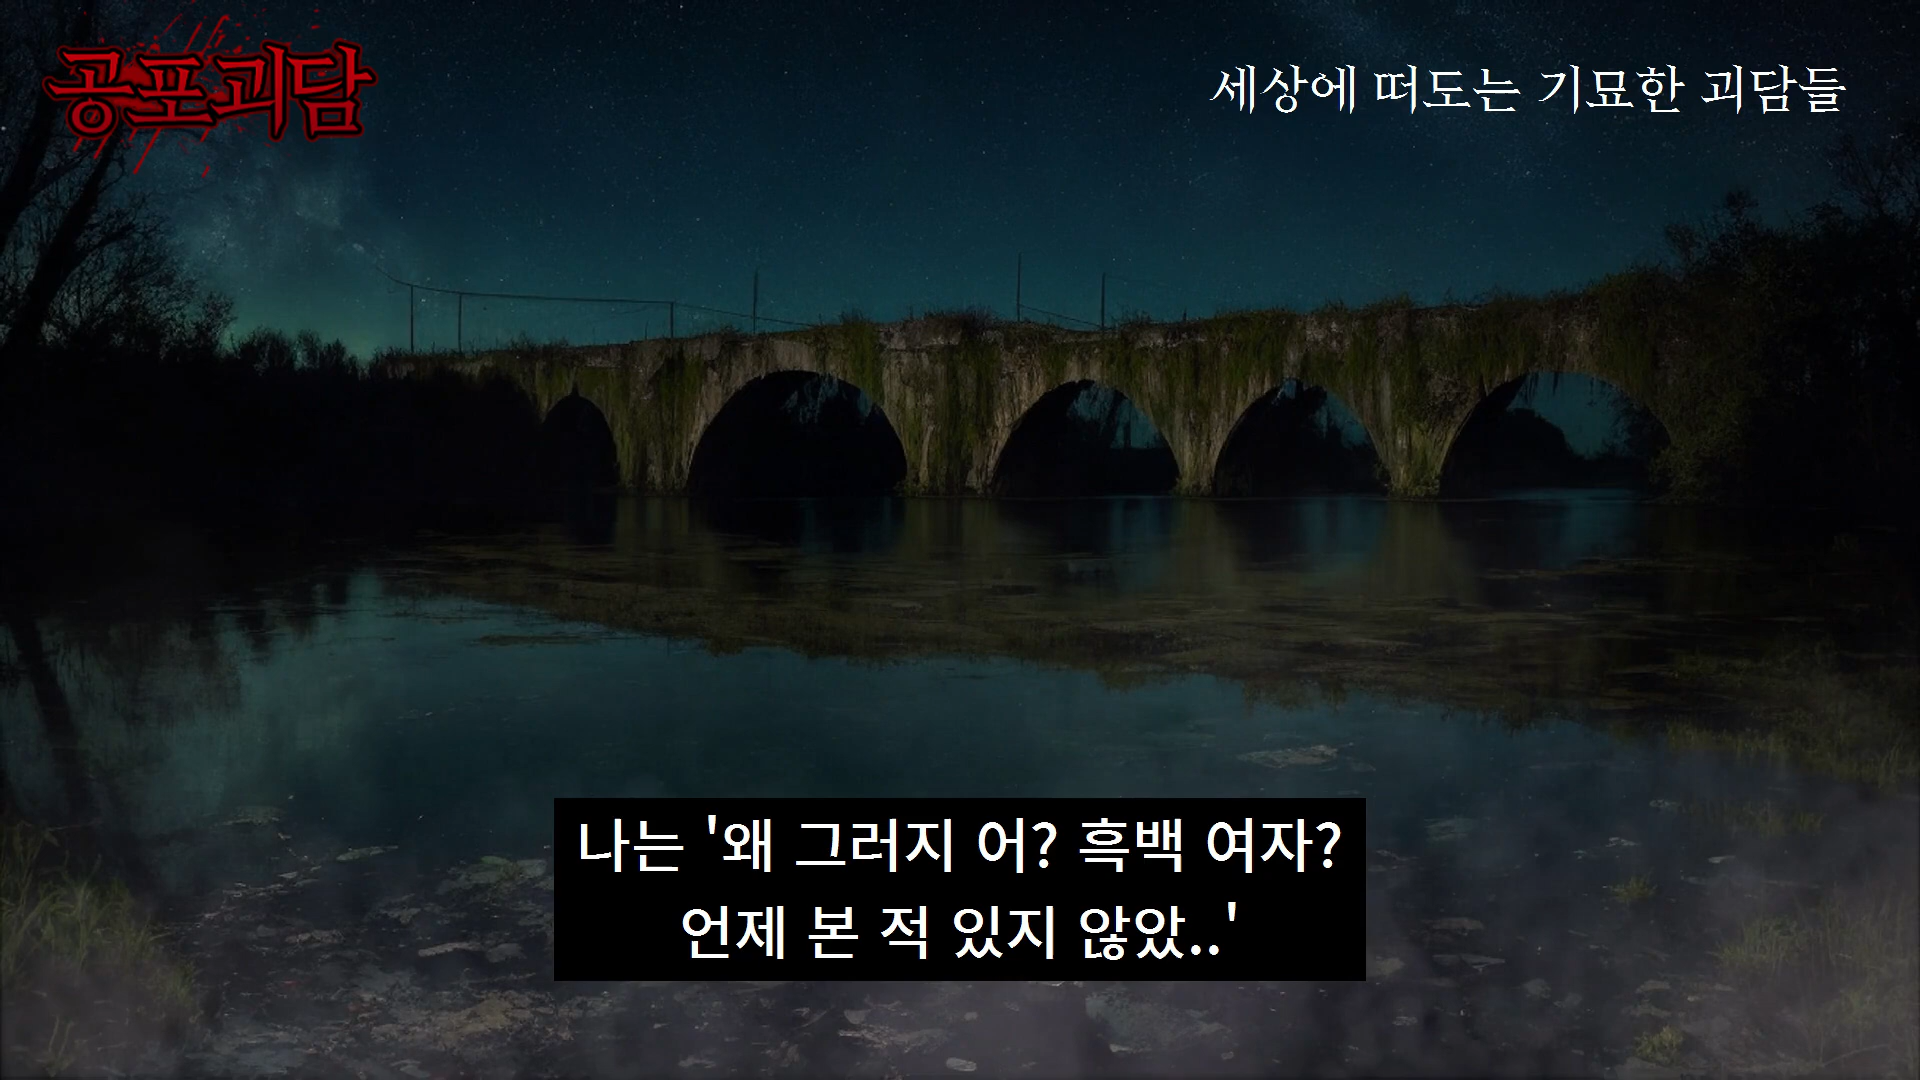 공포괴담
세상에 떠도는 기묘한 괴담들
나는 '왜 그러지 어? 흑백 여자?
언제 본 적 있지 않았..'